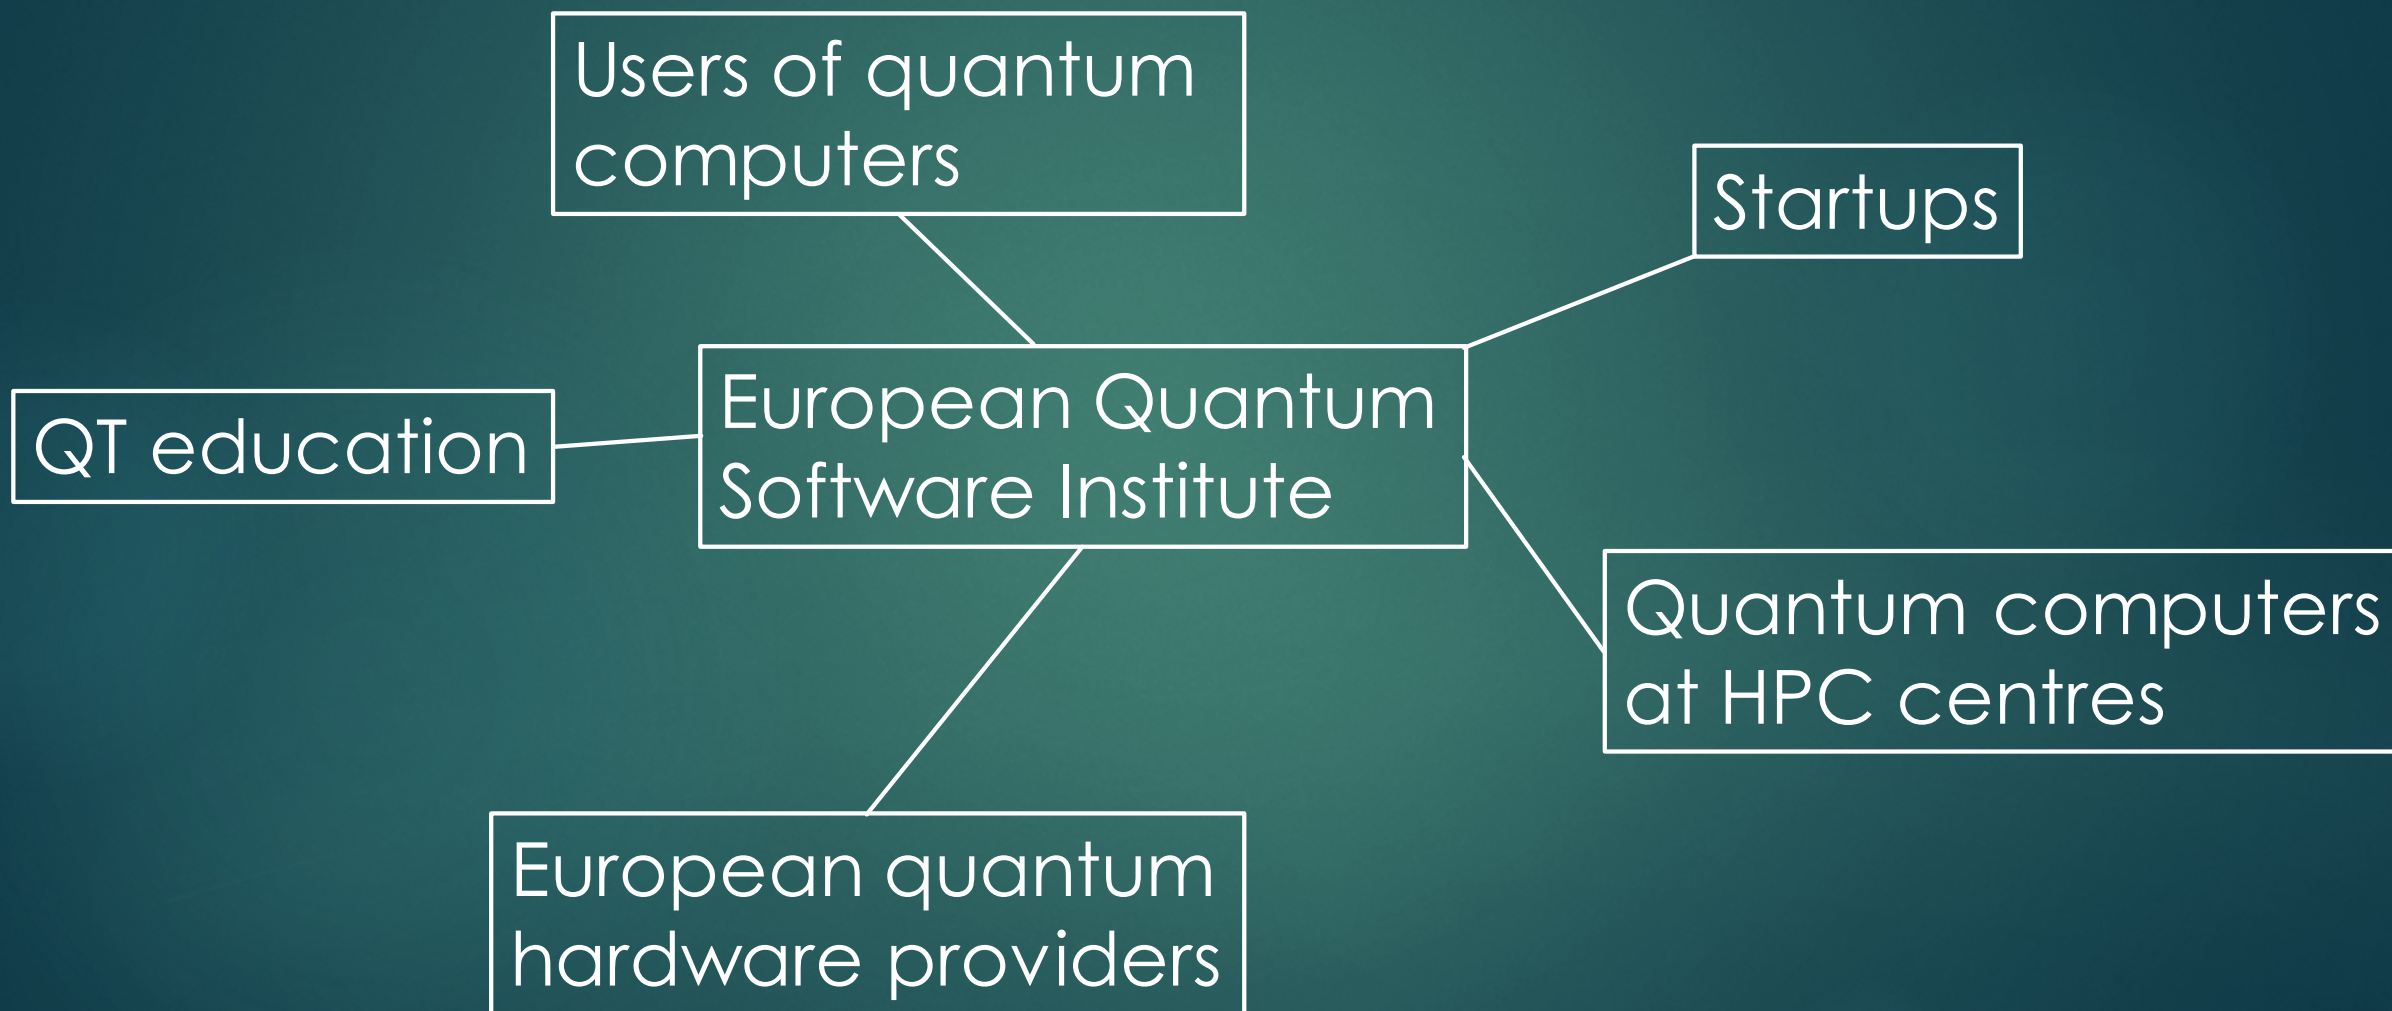 Users of quantum
computers
Startups
European Quantum
Software Institute
QT education
Quantum computers
at HPC centres
European quantum
hardware providers